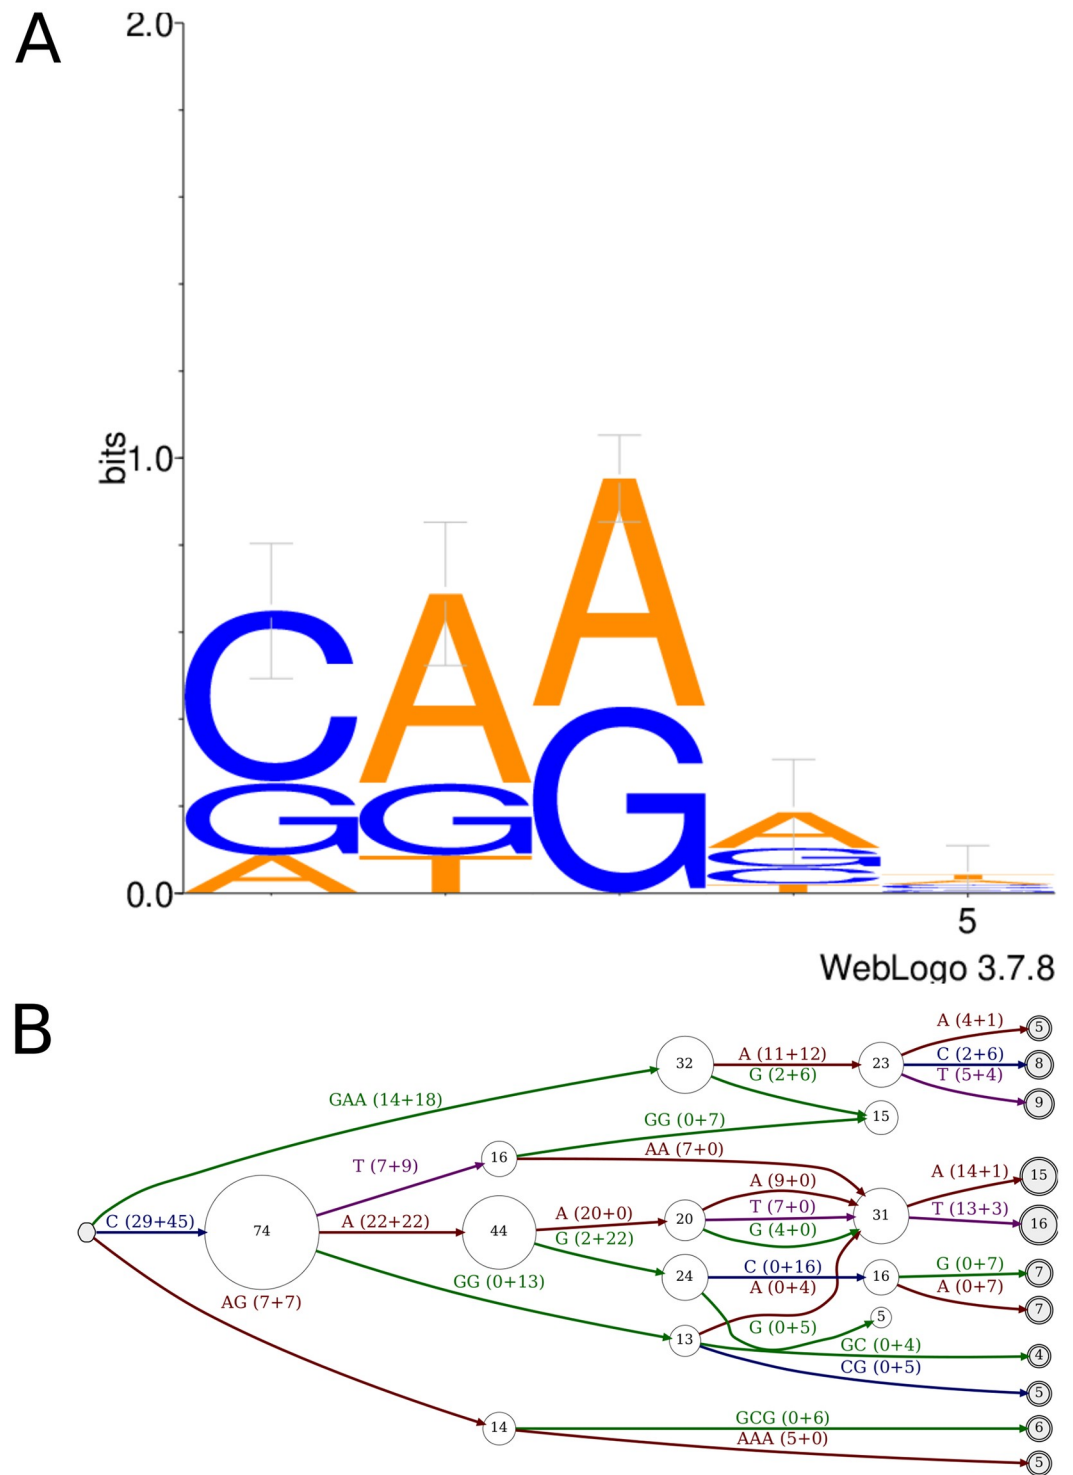 A
2.0
bits
1.0
C A A
G G G A
A T G
C
T
0.0
5
WebLogo 3.7.8
B
A (4+1)
5
32
A (11+12)
23
C (2+6)
8
G (2+6)
T (5+4)
9
GAA (14+18)
GG (0+7)
15
T (7+9)
16
AA (7+0)
A (9+0)
A (14+1)
15
C (29+45)
74
A (22+22)
44
A (20+0)
20
T (7+0)
31
T (13+3)
16
G (2+22)
G (4+0)
GG (0+13)
24
C (0+16)
16
G (0+7)
7
AG (7+7)
A (0+4)
A (0+7)
7
13
G (0+5)
5
GC (0+4)
4
CG (0+5)
5
14
GCG (0+6)
6
AAA (5+0)
5